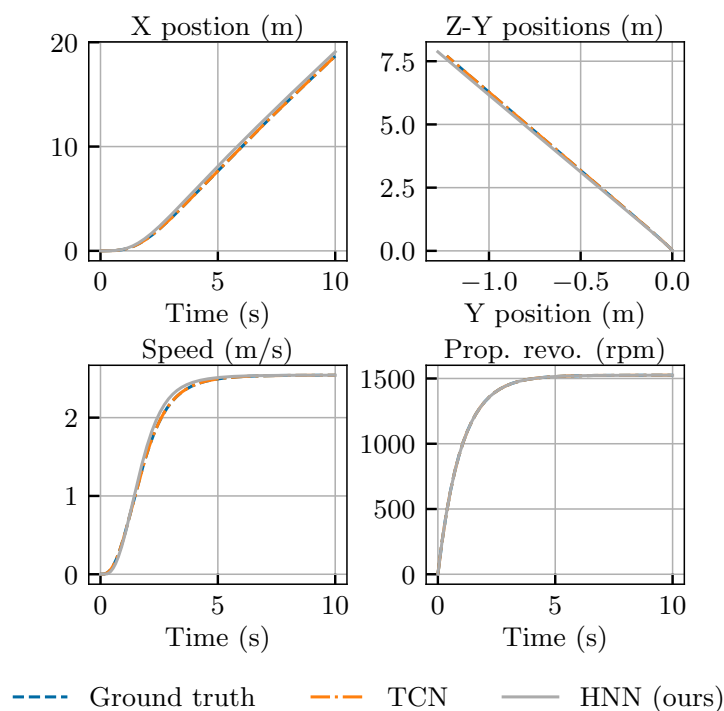 X postion (m)
Z-Y positions (m)
20
10
0
0
5
10
Time (s)
7.5
5.0
2.5
0.0
−1.0
−0.5
0.0
Y position (m)
Speed (m/s)
Prop. revo. (rpm)
2
1
0
0
5
10
Time (s)
1500
1000
500
0
0
5
10
Time (s)
Ground truth
TCN
HNN (ours)